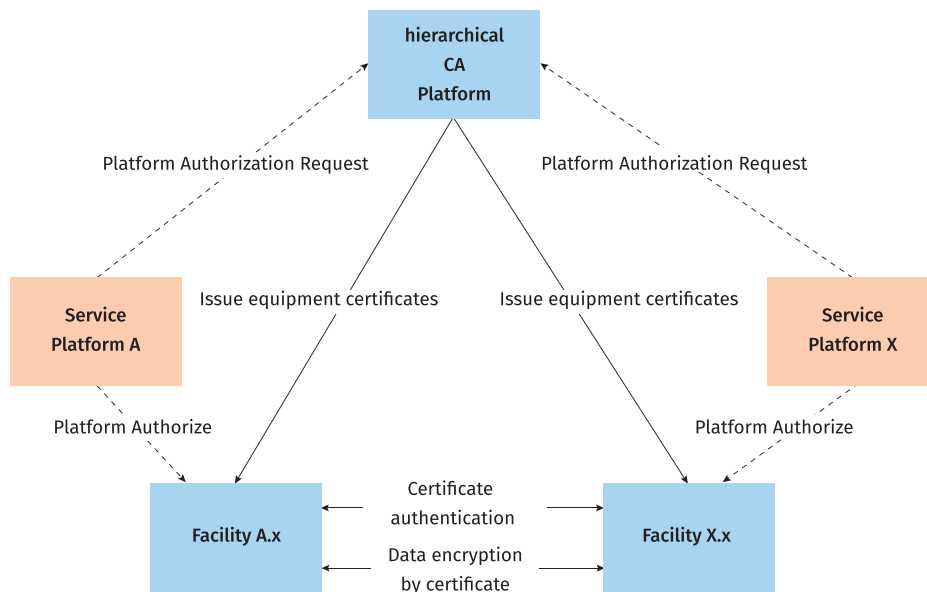 hierarchical
CA
Platform
Platform Authorization Request
Platform Authorization Request
Issue equipment certificates
Issue equipment certificates
Service
Platform A
Service
Platform X
Platform Authorize
Platform Authorize
Certificate
authentication
Facility A.x
Facility X.x
Data encryption
by certificate